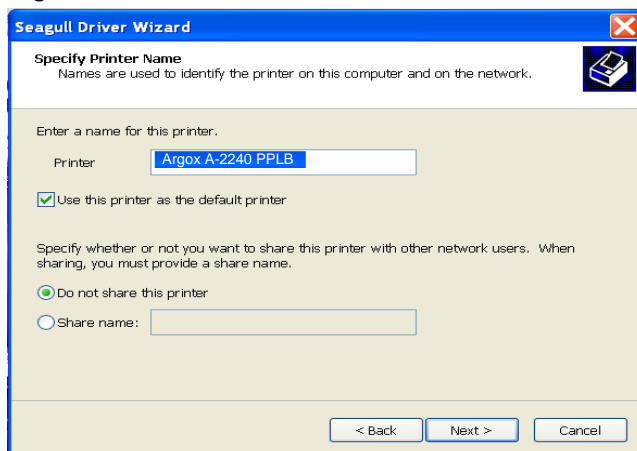 Seagull Driver Wizard
Specify Printer Name
Names are used to identify the printer on this computer and on the network.
Enter a name for this printer.
Printer
Argox A-2240 PPLB
Use this printer as the default printer
Specify whether or not you want to share this printer with other network users. When
sharing, you must provide a share name.
Do not share this printer
Share name:
< Back
Next >
Cancel